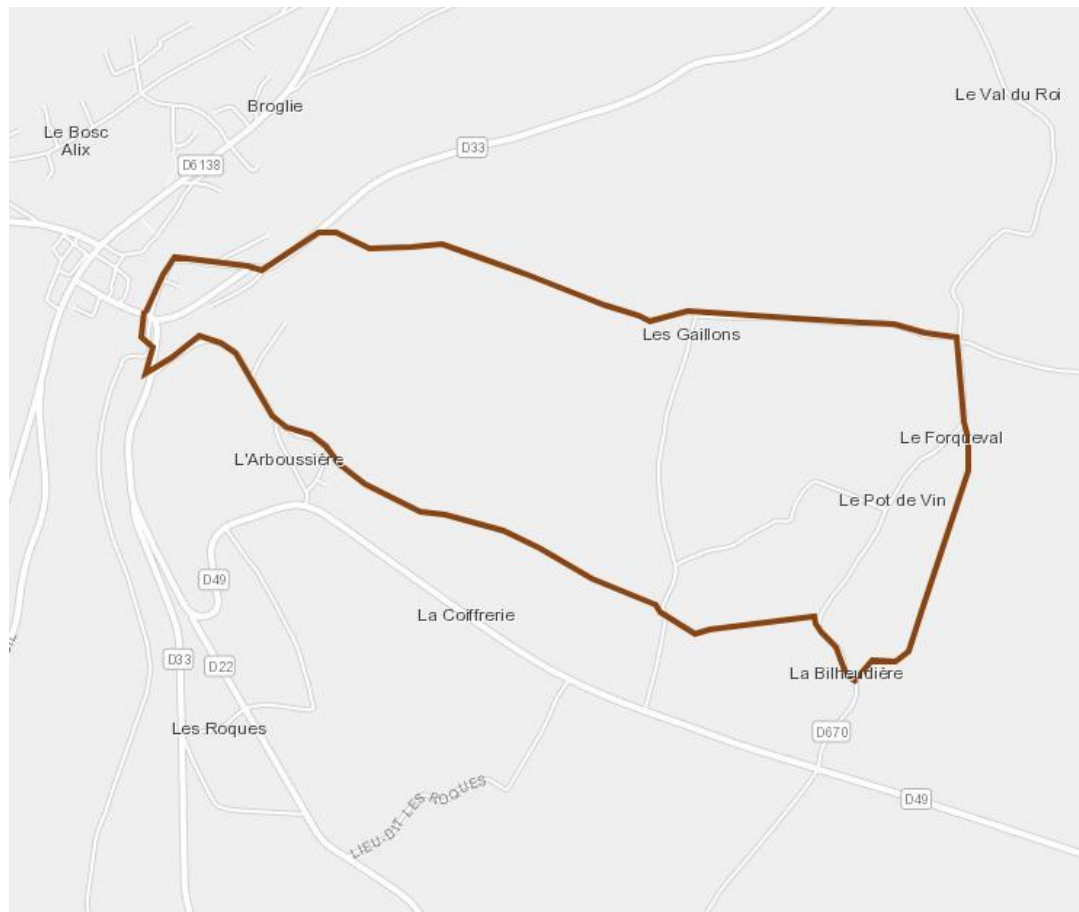 Le Val du Roi
Broglie
Le Bosc
Alix
D33
D6138
Les Gaillons
Le Forqueval
L'Arboussière
Le Pot de Vin
D49
La Coiffrerie
D33
D22
La Bilheudière
Les Roques
D670
LIEU-DIT LES ROQUES
D49